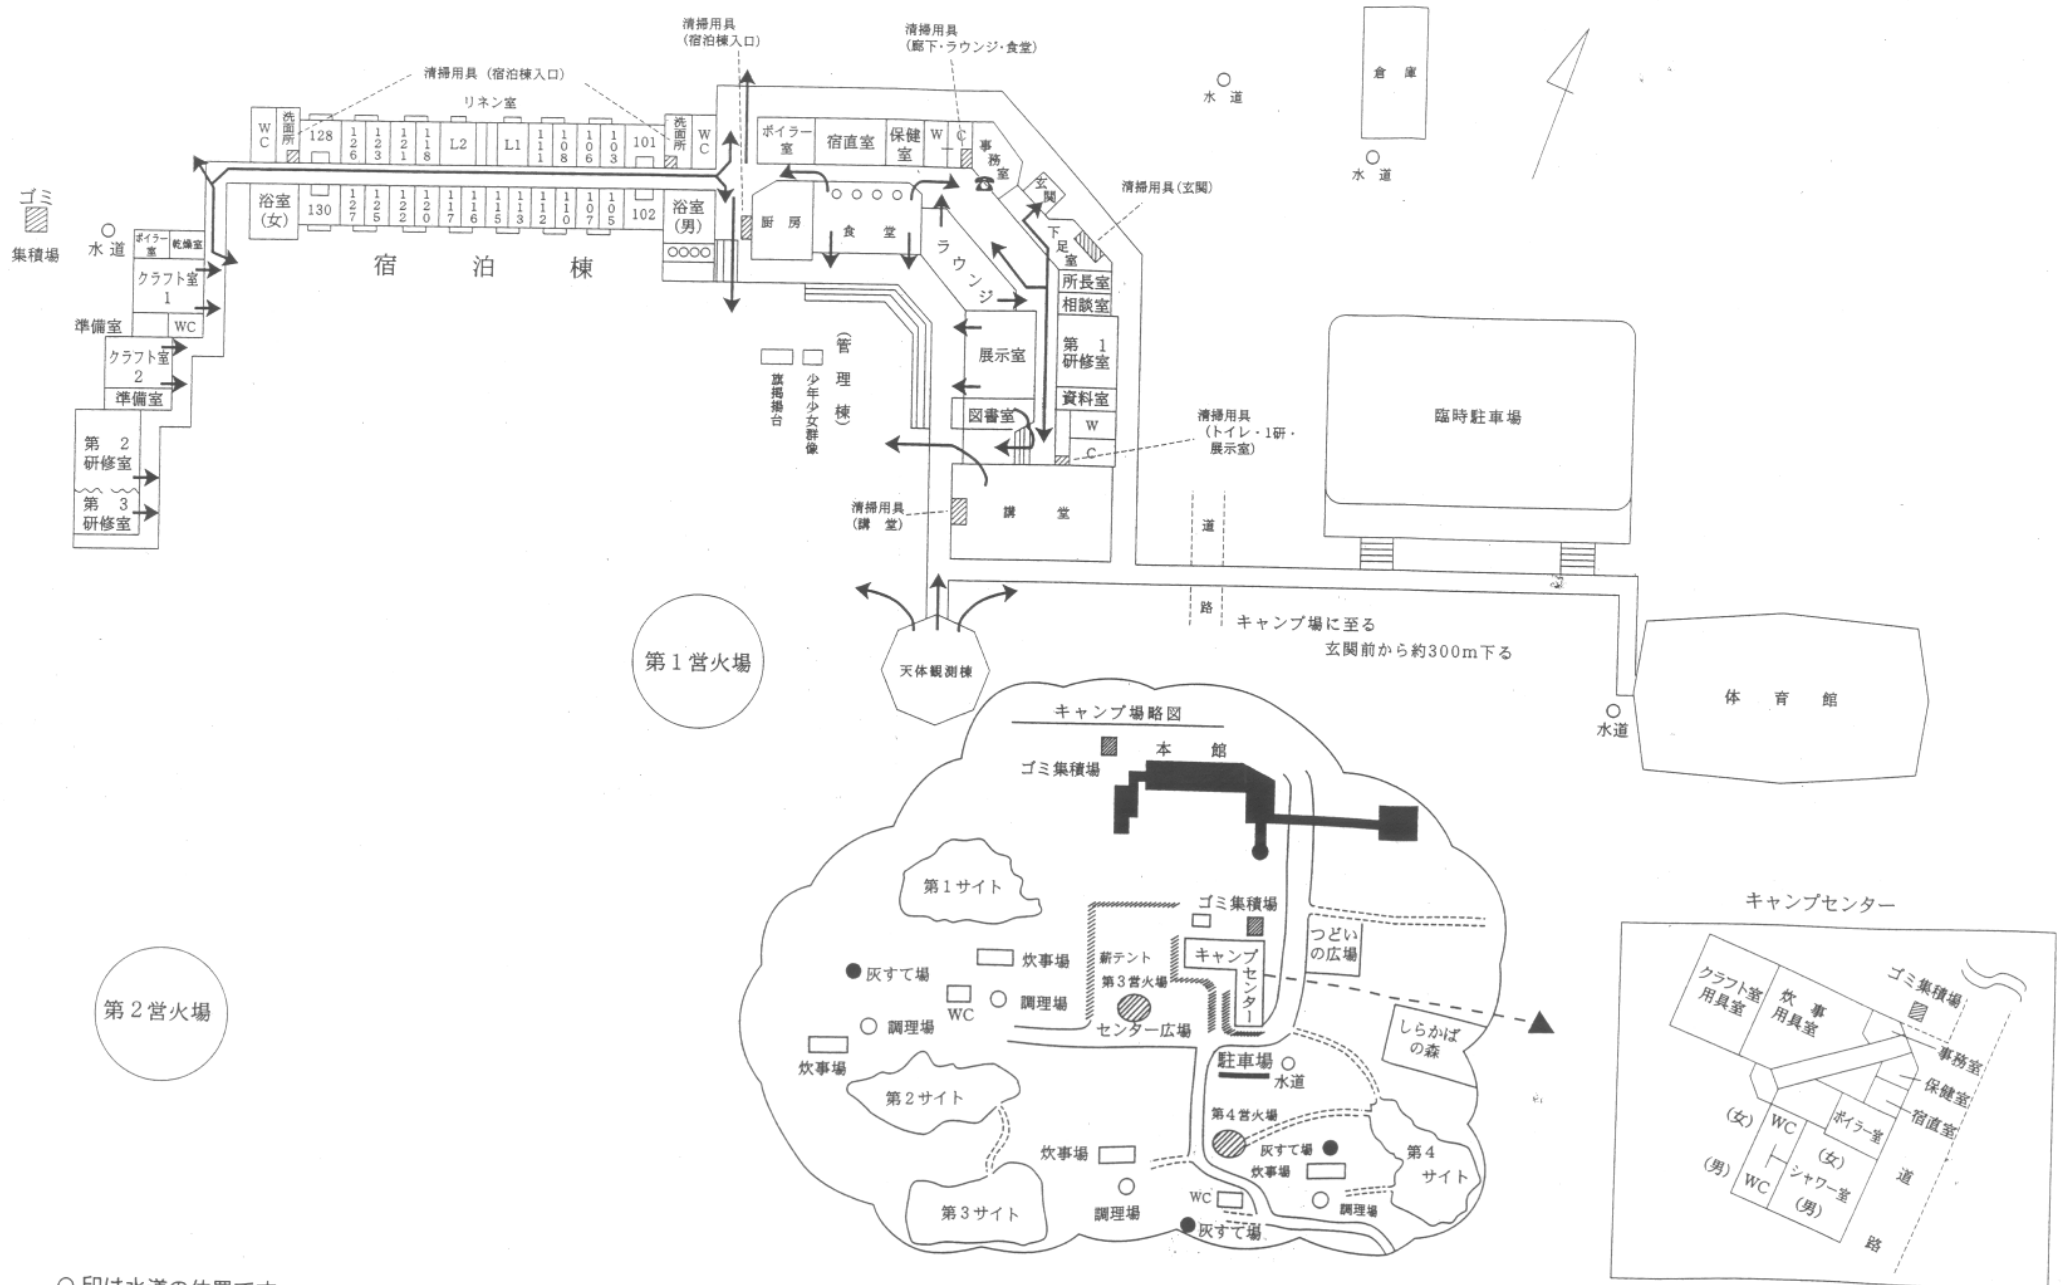 清掃用具
(宿泊棟入口)
清掃用具
(廊下・ラウンジ・食堂)
清掃用具 (宿泊棟入口)
リネン室
倉庫
水道
水道
WC
洗面所
128
126
123
121
118
L2
L1
111
108
106
103
101
洗面所
WC
ボイラー
室
宿直室
保健
室
W
C
事務室
玄関
清掃用具(玄関)
ゴミ
集積場
水道
浴室
(女)
130
127
125
122
120
117
116
115
113
112
110
107
105
102
浴室
(男)
厨房
食堂
ラウンジ
下足室
所長室
相談室
宿泊棟
ボイラー
室
乾燥室
クラフト室
1
準備室
WC
クラフト室
2
準備室
第2
研修室
第3
研修室
(管理棟)
旗掲揚台
少年少女群像
展示室
第1
研修室
図書室
資料室
W
C
清掃用具
(トイレ・1研・
展示室)
清掃用具
(講堂)
講堂
臨時駐車場
道
路
キャンプ場に至る
玄関前から約300m下る
第1営火場
天体観測棟
体育館
水道
第2営火場
キャンプ場略図
本館
ゴミ集積場
第1サイト
ゴミ集積場
つどい
の広場
キャンプ
センター
薪テント
第3営火場
センター広場
炊事場
灰すて場
調理場
WC
調理場
炊事場
しらかば
の森
駐車場
水道
第2サイト
第4営火場
灰すて場
炊事場
第4
サイト
炊事場
調理場
WC
調理場
第3サイト
灰すて場
キャンプセンター
クラフト室
用具室
炊事
用具室
ゴミ集積場
事務室
保健室
宿直室
ボイラー室
(女)
WC
(男)
WC
(女)
シャワー室
(男)
道
路
○印は水道の位置です